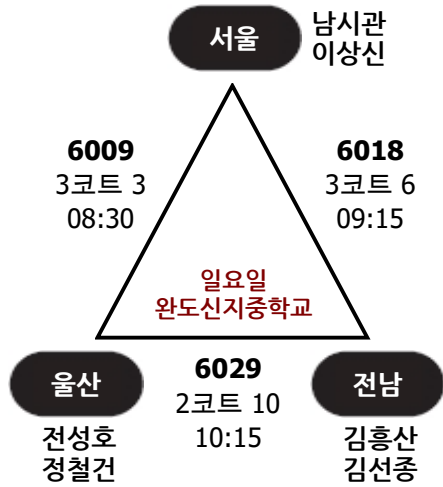 서울
남시관
이상신
6009
3코트 3
08:30
6018
3코트 6
09:15
일요일
완도신지중학교
울산
전성호
정철건
6029
2코트 10
10:15
전남
김흥산
김선종